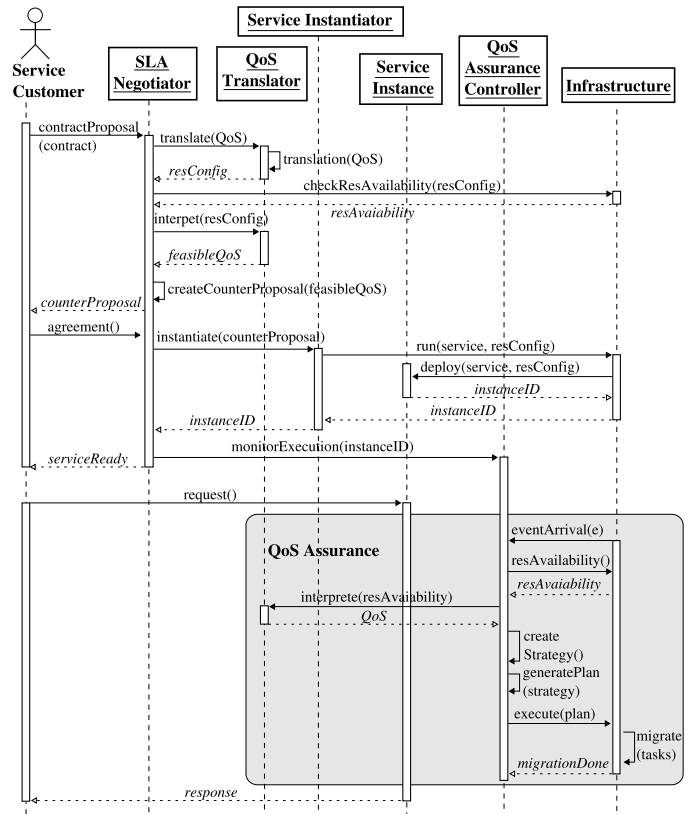 Service Instantiator
Service
Customer
SLA
Negotiator
QoS
Translator
Service
Instance
QoS
Assurance
Controller
Infrastructure
contractProposal
(contract)
translate(QoS)
translation(QoS)
resConfig
checkResAvailability(resConfig)
resAvaiability
interpet(resConfig)
feasibleQoS
createCounterProposal(feasibleQoS)
counterProposal
agreement()
instantiate(counterProposal)
run(service, resConfig)
deploy(service, resConfig)
instanceID
instanceID
instanceID
monitorExecution(instanceID)
serviceReady
request()
eventArrival(e)
QoS Assurance
resAvailability()
resAvaiability
interprete(resAvaiability)
QoS
create
Strategy()
generatePlan
(strategy)
execute(plan)
migrate
(tasks)
migrationDone
response